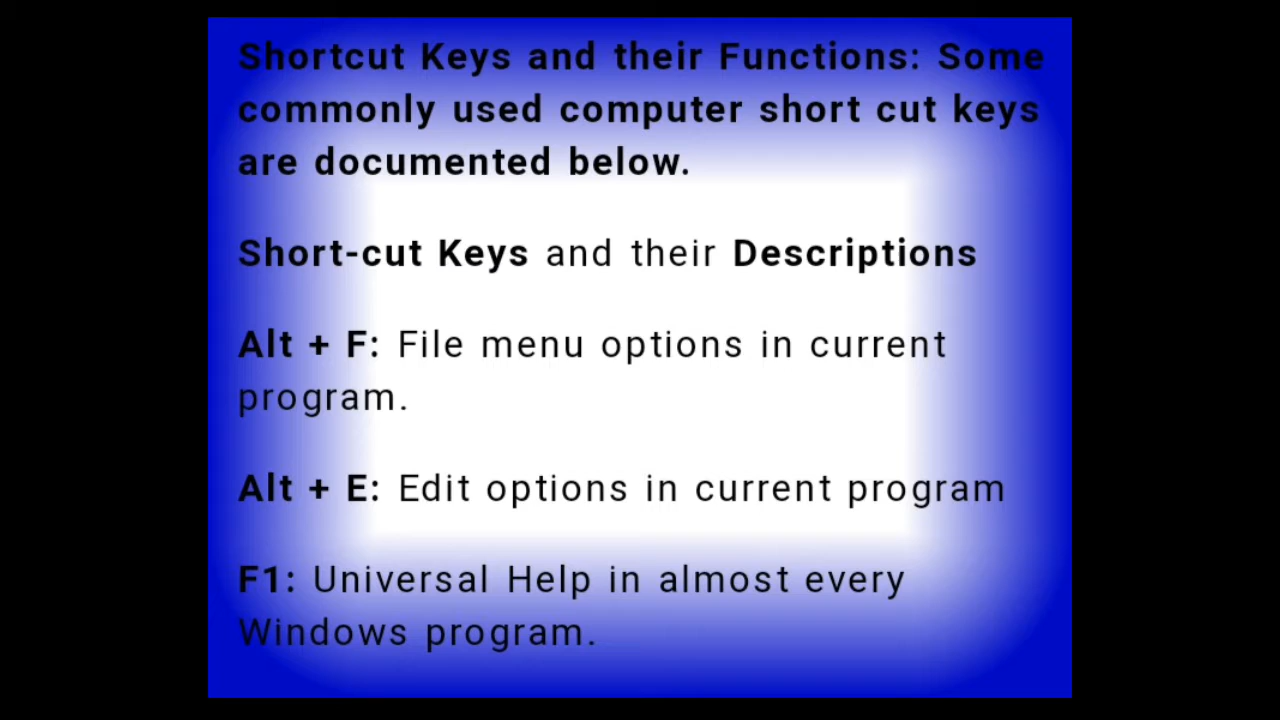 Shortcut Keys and their Functions: Some
commonly used computer short cut keys
are documented below.
Short-cut Keys and their Descriptions
Alt + F: File menu options in current
program.
Alt + E: Edit options in current program
F1: Universal Help in almost every
Windows program.